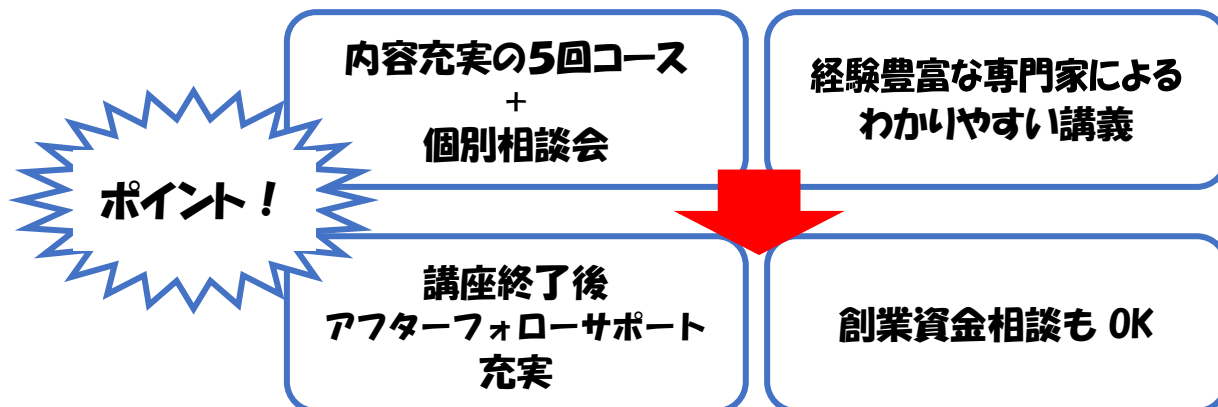 ポイント！
内容充実の5回コース
+
個別相談会
経験豊富な専門家による
わかりやすい講義
講座終了後
アフターフォローサポート
充実
創業資金相談も OK